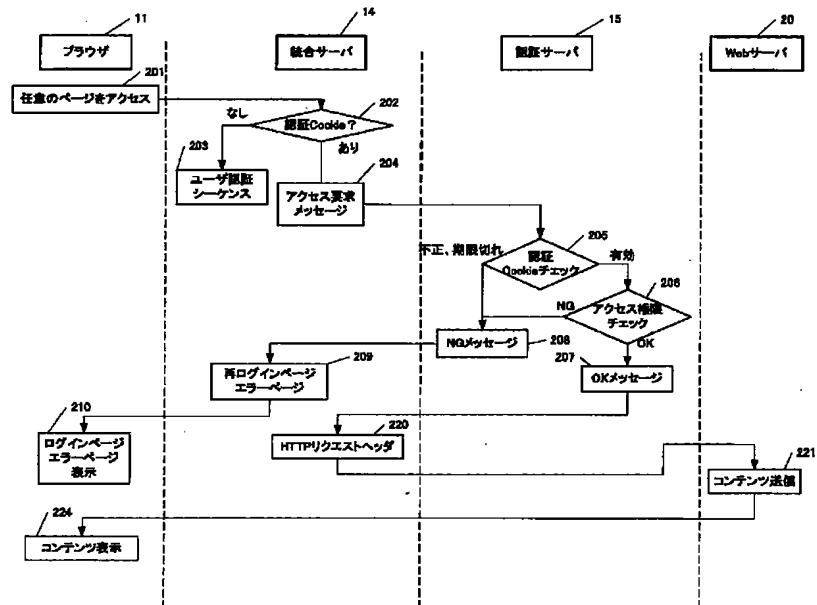 11
14
15
20
ブラウザ
統合サーバ
認証サーバ
Webサーバ
201
任意のページをアクセス
202
なし
認証Cookie？
203
あり
204
ユーザ認証
シーケンス
アクセス要求
メッセージ
205
不正、期限切れ
認証
Cookieチェック
有効
206
NG
アクセス権限
チェック
OK
NGメッセージ
208
207
209
OKメッセージ
再ログインページ
エラーページ
210
220
ログインページ
エラーページ
表示
HTTPリクエストヘッダ
221
コンテンツ送信
224
コンテンツ表示